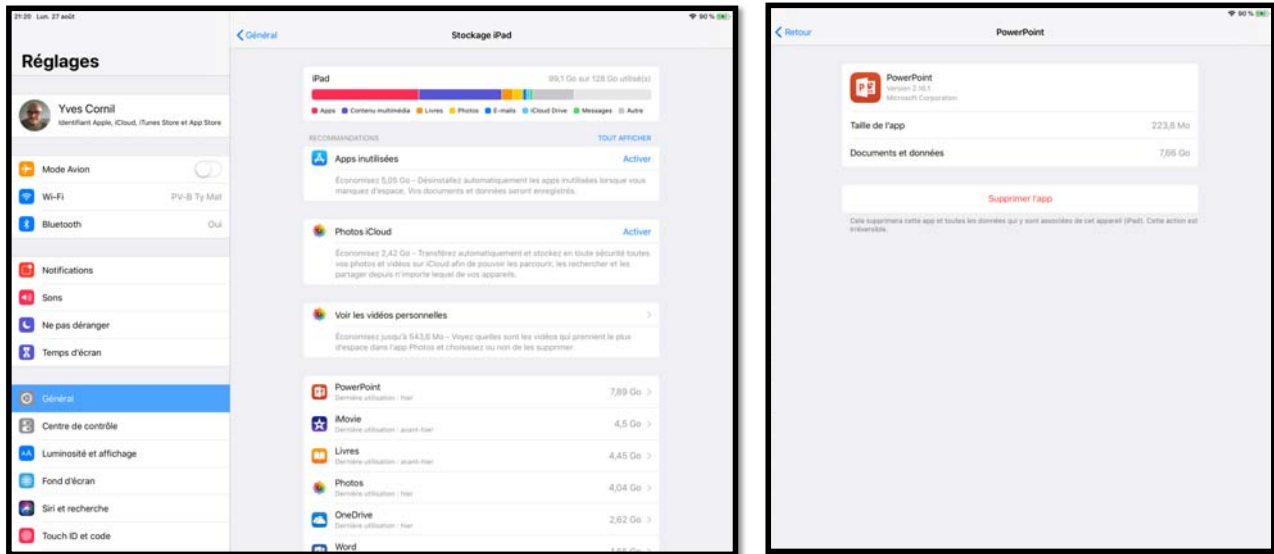 21:20 Lun. 27 août
90 %
Réglages
Yves Cornil
Identifiant Apple, iCloud, iTunes Store et App Store
Mode Avion
Wi-Fi PV-B Ty Mat
Bluetooth Oui
Notifications
Sons
Ne pas déranger
Temps d'écran
Général
Centre de contrôle
Luminosité et affichage
Fond d'écran
Siri et recherche
Touch ID et code
Général
Stockage iPad
iPad 99,1 Go sur 128 Go utilisé(s)
Apps Contenu multimédia Livres Photos E-mails iCloud Drive Messages Autre
RECOMMANDATIONS TOUT AFFICHER
Apps inutilisées Activer
Économisez 5,05 Go – Désinstallez automatiquement les apps inutilisées lorsque vous
manquez d'espace. Vos documents et données seront enregistrés.
Photos iCloud Activer
Économisez 2,42 Go – Transférez automatiquement et stockez en toute sécurité toutes
vos photos et vidéos sur iCloud afin de pouvoir les parcourir, les rechercher et les
partager depuis n'importe lequel de vos appareils.
Voir les vidéos personnelles
Économisez jusqu'à 543,6 Mo – Voyez quelles sont les vidéos qui prennent le plus
d'espace dans l'app Photos et choisissez ou non de les supprimer.
PowerPoint 7,89 Go
Dernière utilisation : hier
iMovie 4,5 Go
Dernière utilisation : avant-hier
Livres 4,45 Go
Dernière utilisation : avant-hier
Photos 4,04 Go
Dernière utilisation : hier
OneDrive 2,62 Go
Dernière utilisation : hier
Word
90 %
Retour
PowerPoint
PowerPoint
Version 2.16.1
Microsoft Corporation
Taille de l'app 223,8 Mo
Documents et données 7,66 Go
Supprimer l'app
Cela supprimera cette app et toutes les données qui y sont associées de cet appareil (iPad). Cette action est
irréversible.